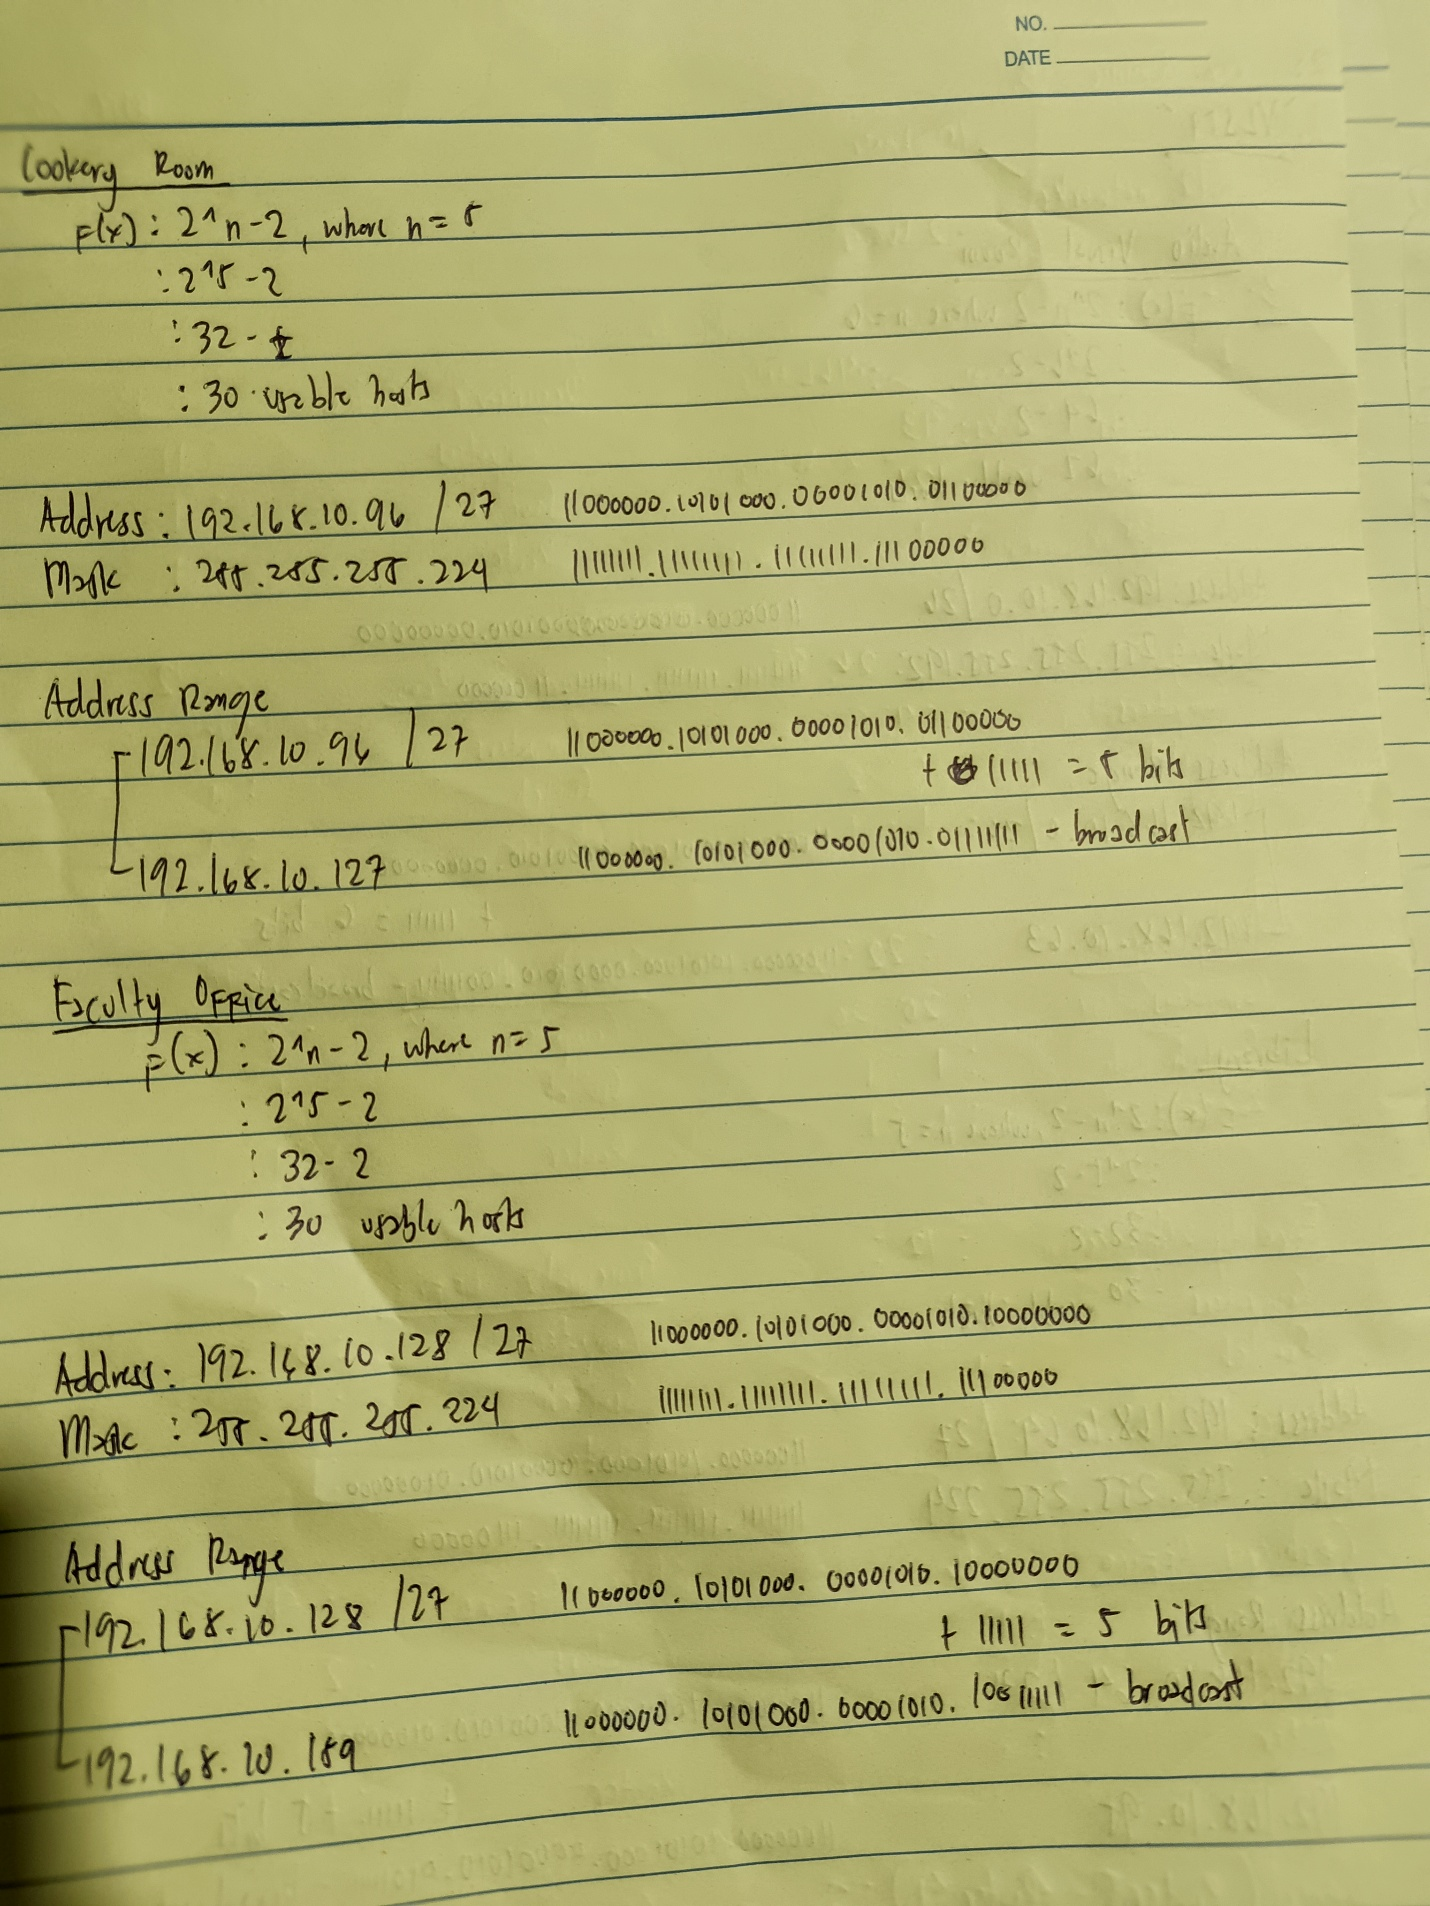 NO.
DATE
Cookery Room
F(x) : 2^n-2, where n = 5
: 2^5-2
: 32-2
: 30 usable hosts
Address : 192.168.10.96 /27 11000000.10101000.00001010.01100000
Mask : 255.255.255.224 11111111.11111111.11111111.11100000
Address Range
192.168.10.96 /27 11000000.10101000.00001010.01100000
+ 11111 = 5 bits
192.168.10.127 11000000.10101000.00001010.01111111 - broadcast
Faculty Office
F(x) : 2^n-2, where n= 5
: 2^5-2
: 32-2
: 30 usable hosts
Address : 192.168.10.128 /27 11000000.10101000.00001010.10000000
Mask : 255.255.255.224 11111111.11111111.11111111.11100000
Address Range
192.168.10.128 /27 11000000.10101000.00001010.10000000
+ 11111 = 5 bits
192.168.10.159 11000000.10101000.00001010.10011111 - broadcast